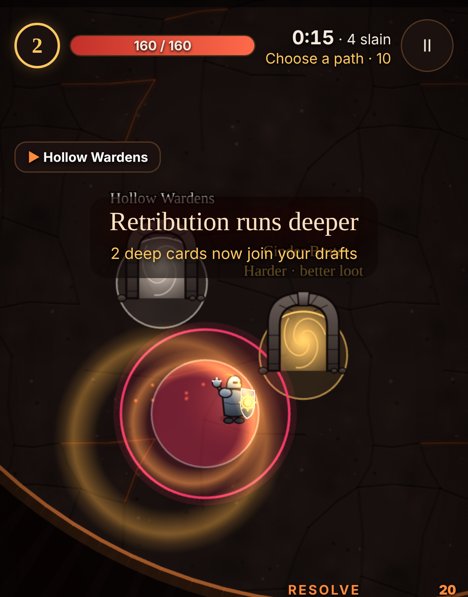 2
160 / 160
0:15 · 4 slain
Choose a path · 10
Hollow Wardens
Hollow Wardens
Retribution runs deeper
2 deep cards now join your drafts
Harder · better loot
RESOLVE
20